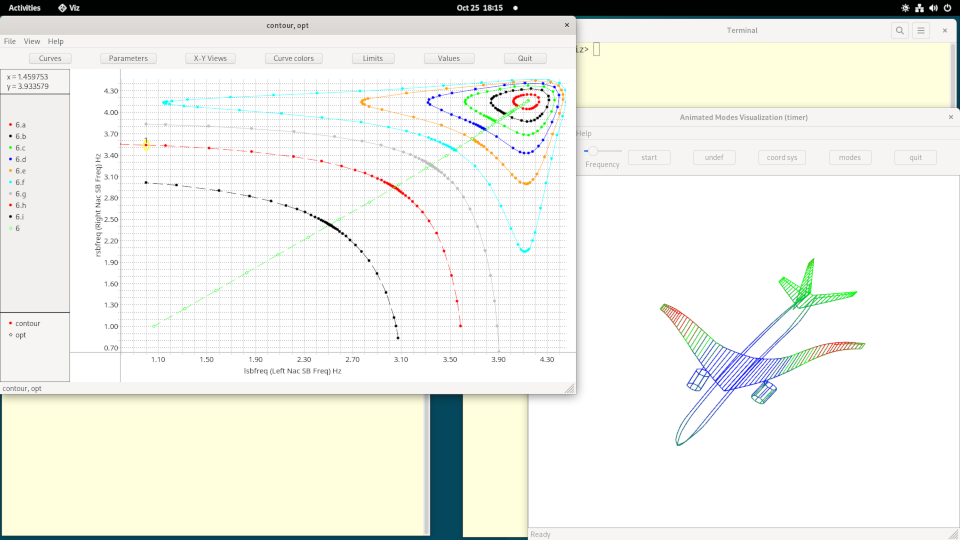 Activities Viz Oct 25 18:15
contour, opt
File View Help
Curves Parameters X-Y Views Curve colors Limits Values Quit
x = 1.459753
y = 3.933579
6.a
6.b
6.c
6.d
6.e
6.f
6.g
6.h
6.i
6
contour
opt
rsbfreq (Right Nac SB Freq) Hz
4.30
4.00
3.70
3.40
3.10
2.80
2.50
2.20
1.90
1.60
1.30
1.00
0.70
1.10 1.50 1.90 2.30 2.70 3.10 3.50 3.90 4.30
lsbfreq (Left Nac SB Freq) Hz
contour, opt
Terminal
iz>
Animated Modes Visualization (timer)
Help
Frequency
start undef coord sys modes quit
Ready